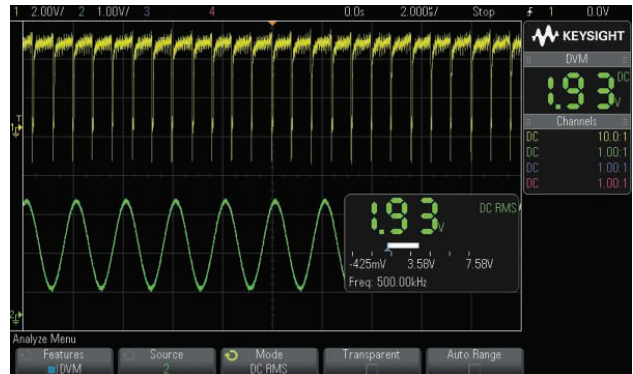 1 2.00V/ 2 1.00V/ 3 4 0.0s 2.000µ/ Stop 1 0.0V
KEYSIGHT
DVM
1.93 DC V
Channels
DC 10.0:1
DC 1.00:1
DC 1.00:1
DC 1.00:1
T
1
1.93 V DC RMS
-425mV 3.58V 7.58V
Freq: 500.00kHz
2
Analyze Menu
Features Source Mode Transparent Auto Range
DVM 2 DC RMS